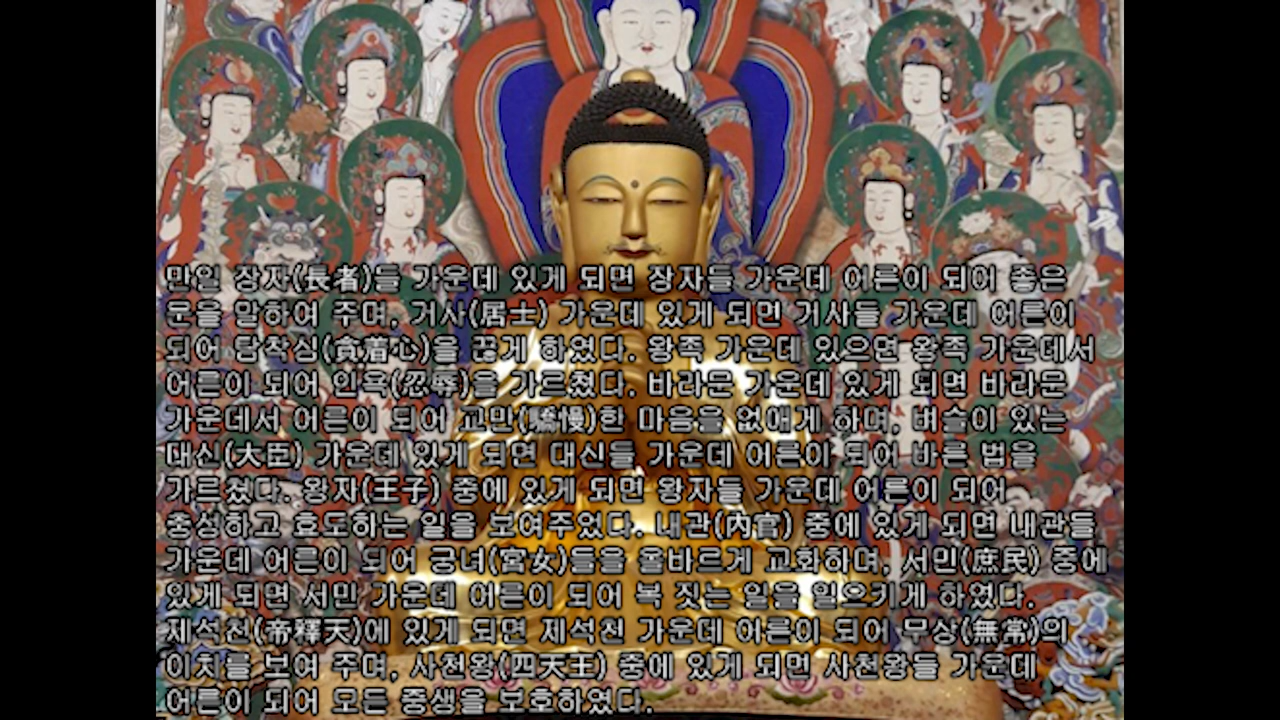 만일 장자(長者)들 가운데 있게 되면 장자들 가운데 어른이 되어 좋은
문을 말하여 주며, 거사(居士) 가운데 있게 되면 거사들 가운데 어른이
되어 탐착심(貪着心)을 끊게 하였다. 왕족 가운데 있으면 왕족 가운데서
어른이 되어 인욕(忍辱)을 가르쳤다. 바라문 가운데 있게 되면 바라문
가운데서 어른이 되어 교만(驕慢)한 마음을 없애게 하며, 벼슬이 있는
대신(大臣) 가운데 있게 되면 대신들 가운데 어른이 되어 바른 법을
가르쳤다. 왕자(王子) 중에 있게 되면 왕자들 가운데 어른이 되어
충성하고 효도하는 일을 보여주었다. 내관(內官) 중에 있게 되면 내관들
가운데 어른이 되어 궁녀(宮女)들을 올바르게 교화하며, 서민(庶民) 중에
있게 되면 서민 가운데 어른이 되어 복 짓는 일을 일으키게 하였다.
제석천(帝釋天)에 있게 되면 제석천 가운데 어른이 되어 무상(無常)의
이치를 보여 주며, 사천왕(四天王) 중에 있게 되면 사천왕들 가운데
어른이 되어 모든 중생을 보호하였다.